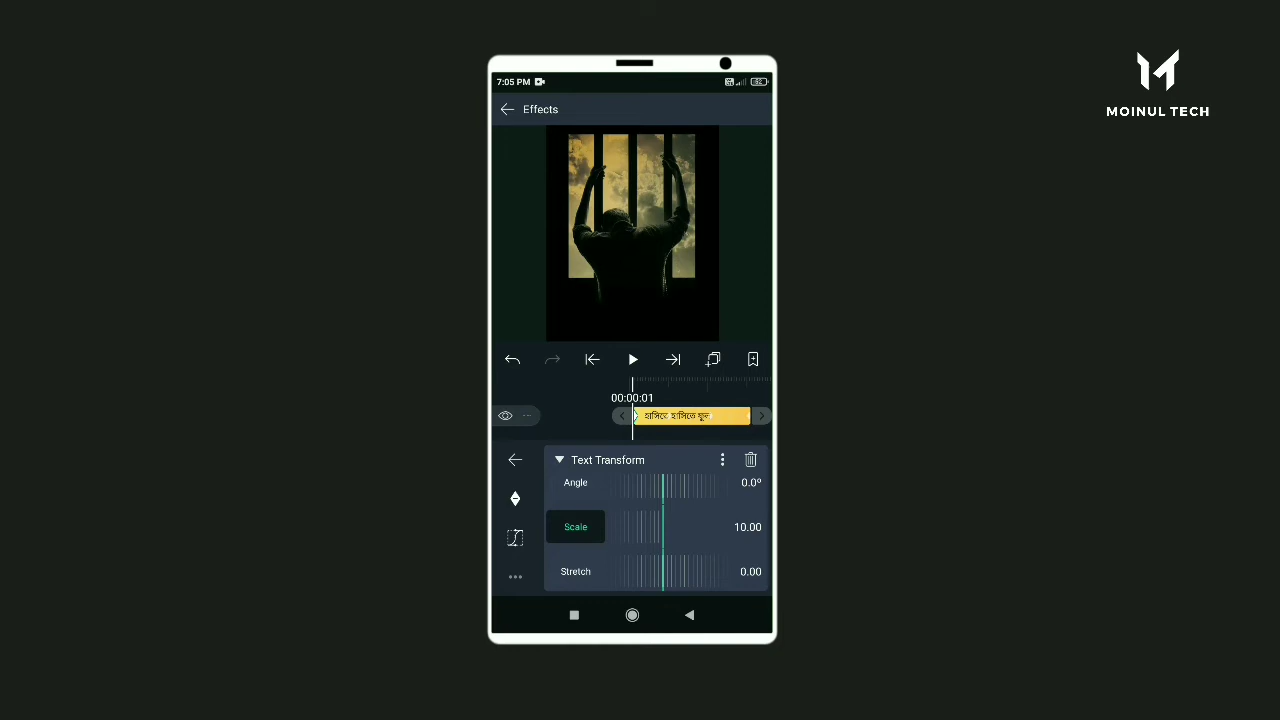 7:05 PM
MOINUL TECH
Effects
00:00:01
হাসিতে হাসিতে ফুল
Text Transform
Angle 0.0º
Scale 10.00
Stretch 0.00